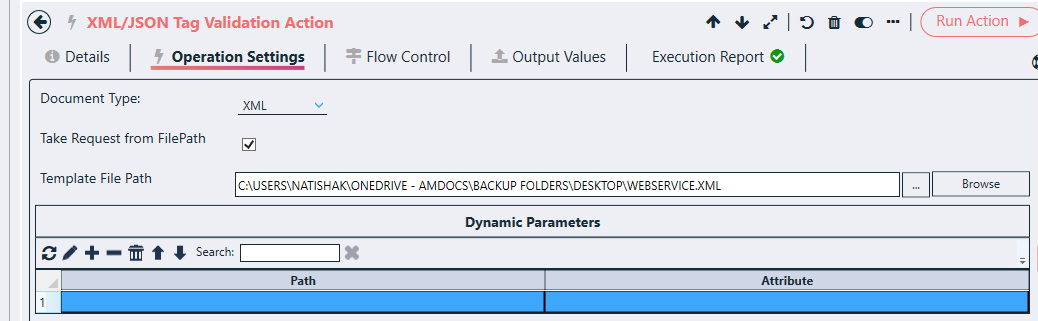 XML/JSON Tag Validation Action
Run Action
Details
Operation Settings
Flow Control
Output Values
Execution Report
Document Type:
XML
Take Request from FilePath
Template File Path
C:\USERS\NATISHAK\ONEDRIVE - AMDOCS\BACKUP FOLDERS\DESKTOP\WEBSERVICE.XML
...
Browse
Dynamic Parameters
Search:
Path
Attribute
1